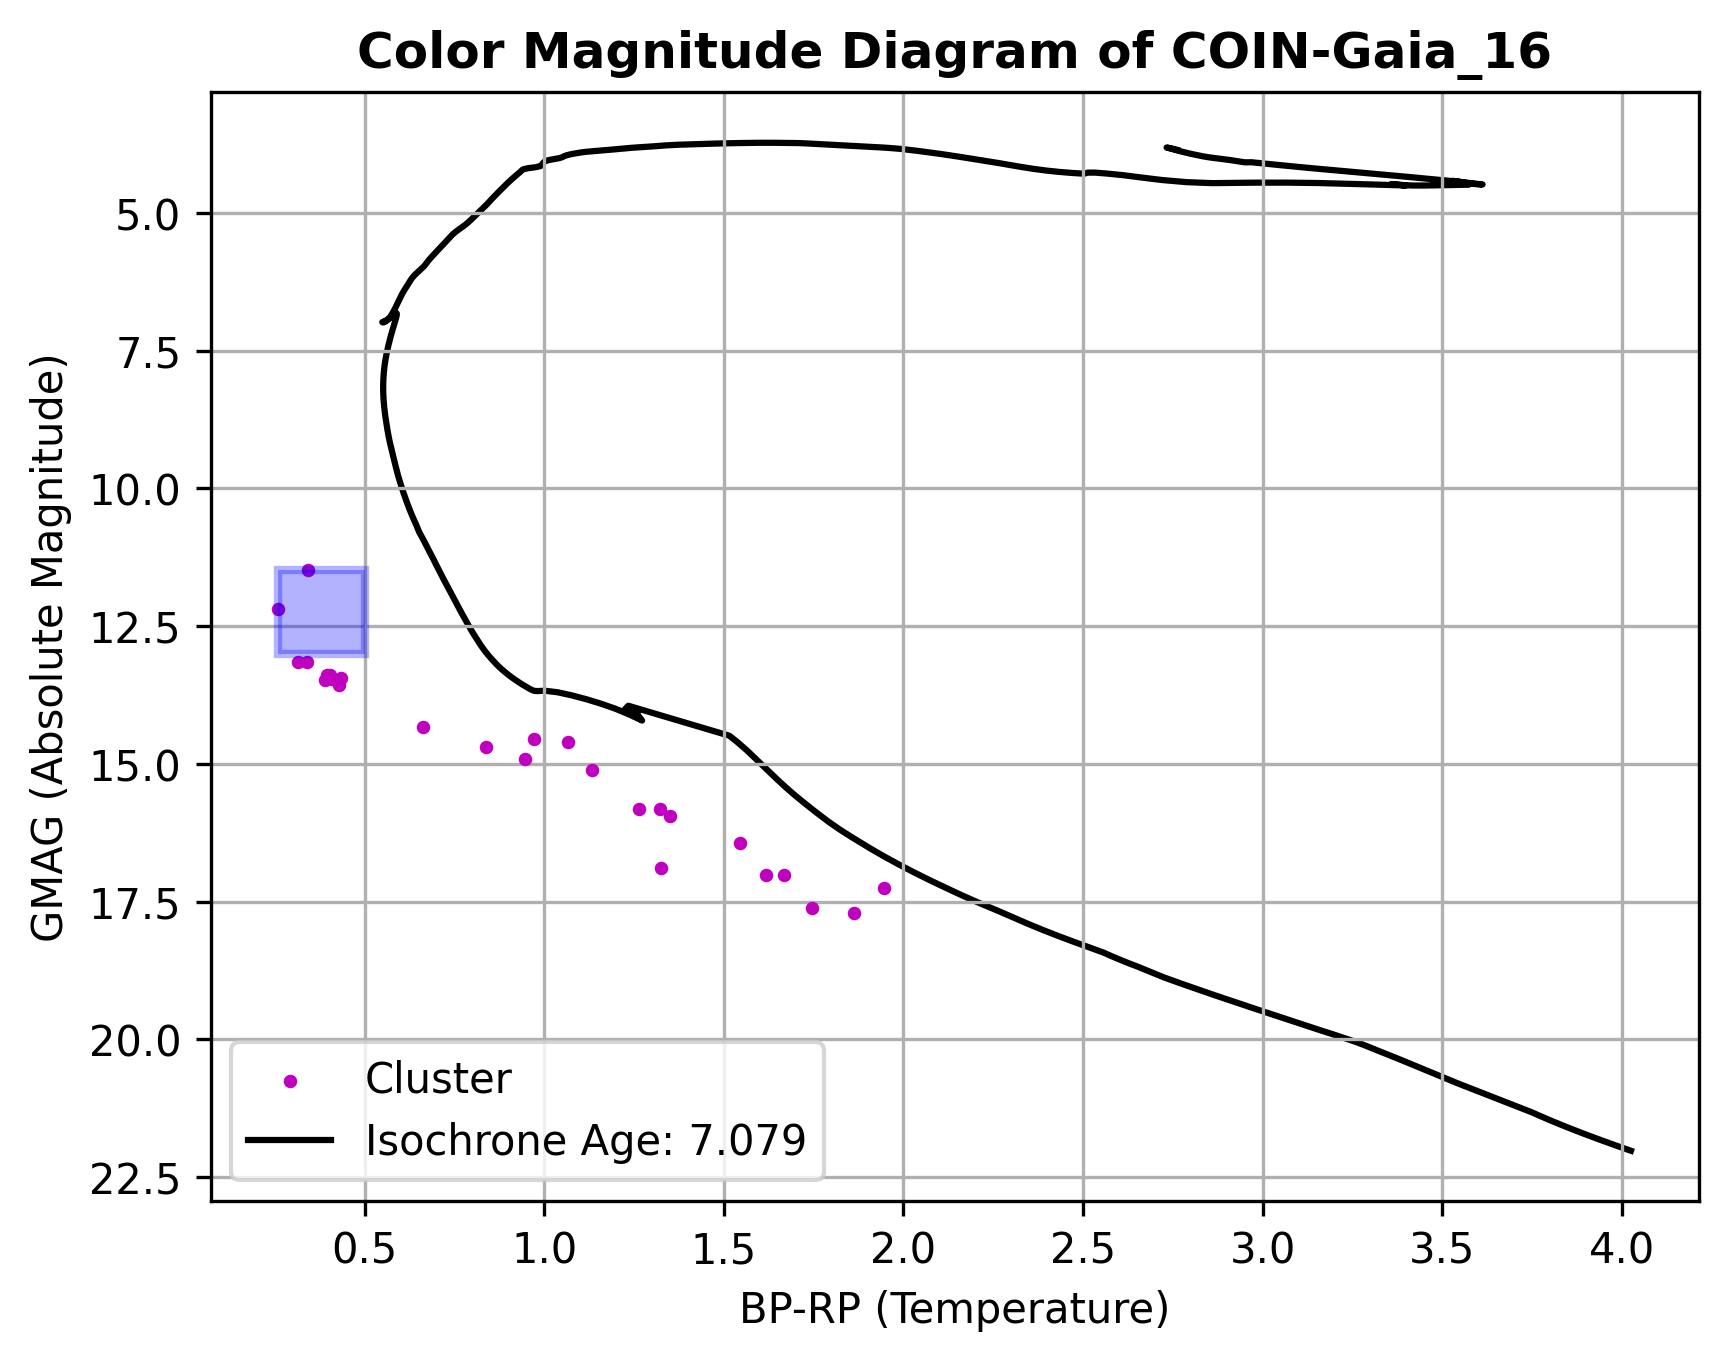 Color Magnitude Diagram of COIN-Gaia_16
GMAG (Absolute Magnitude)
5.0
7.5
10.0
12.5
15.0
17.5
20.0
22.5
Cluster
Isochrone Age: 7.079
0.5 1.0 1.5 2.0 2.5 3.0 3.5 4.0
BP-RP (Temperature)